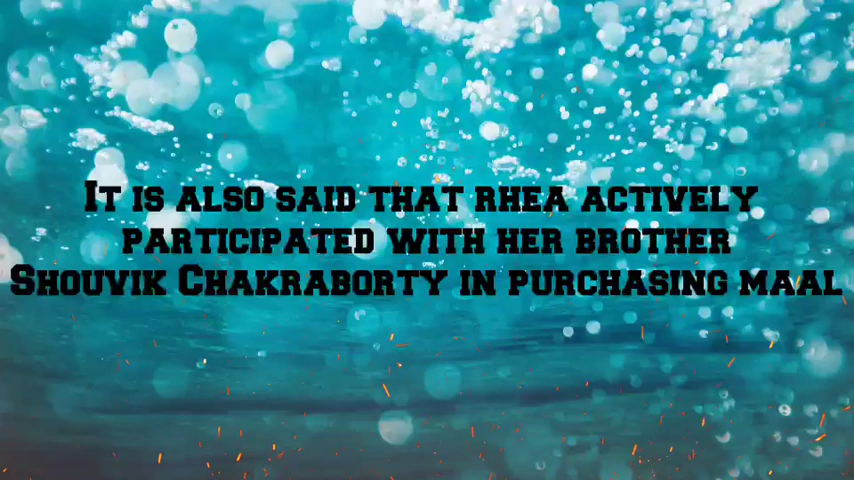 It is also said that rhea actively
participated with her brother
Shouvik Chakraborty in purchasing maal